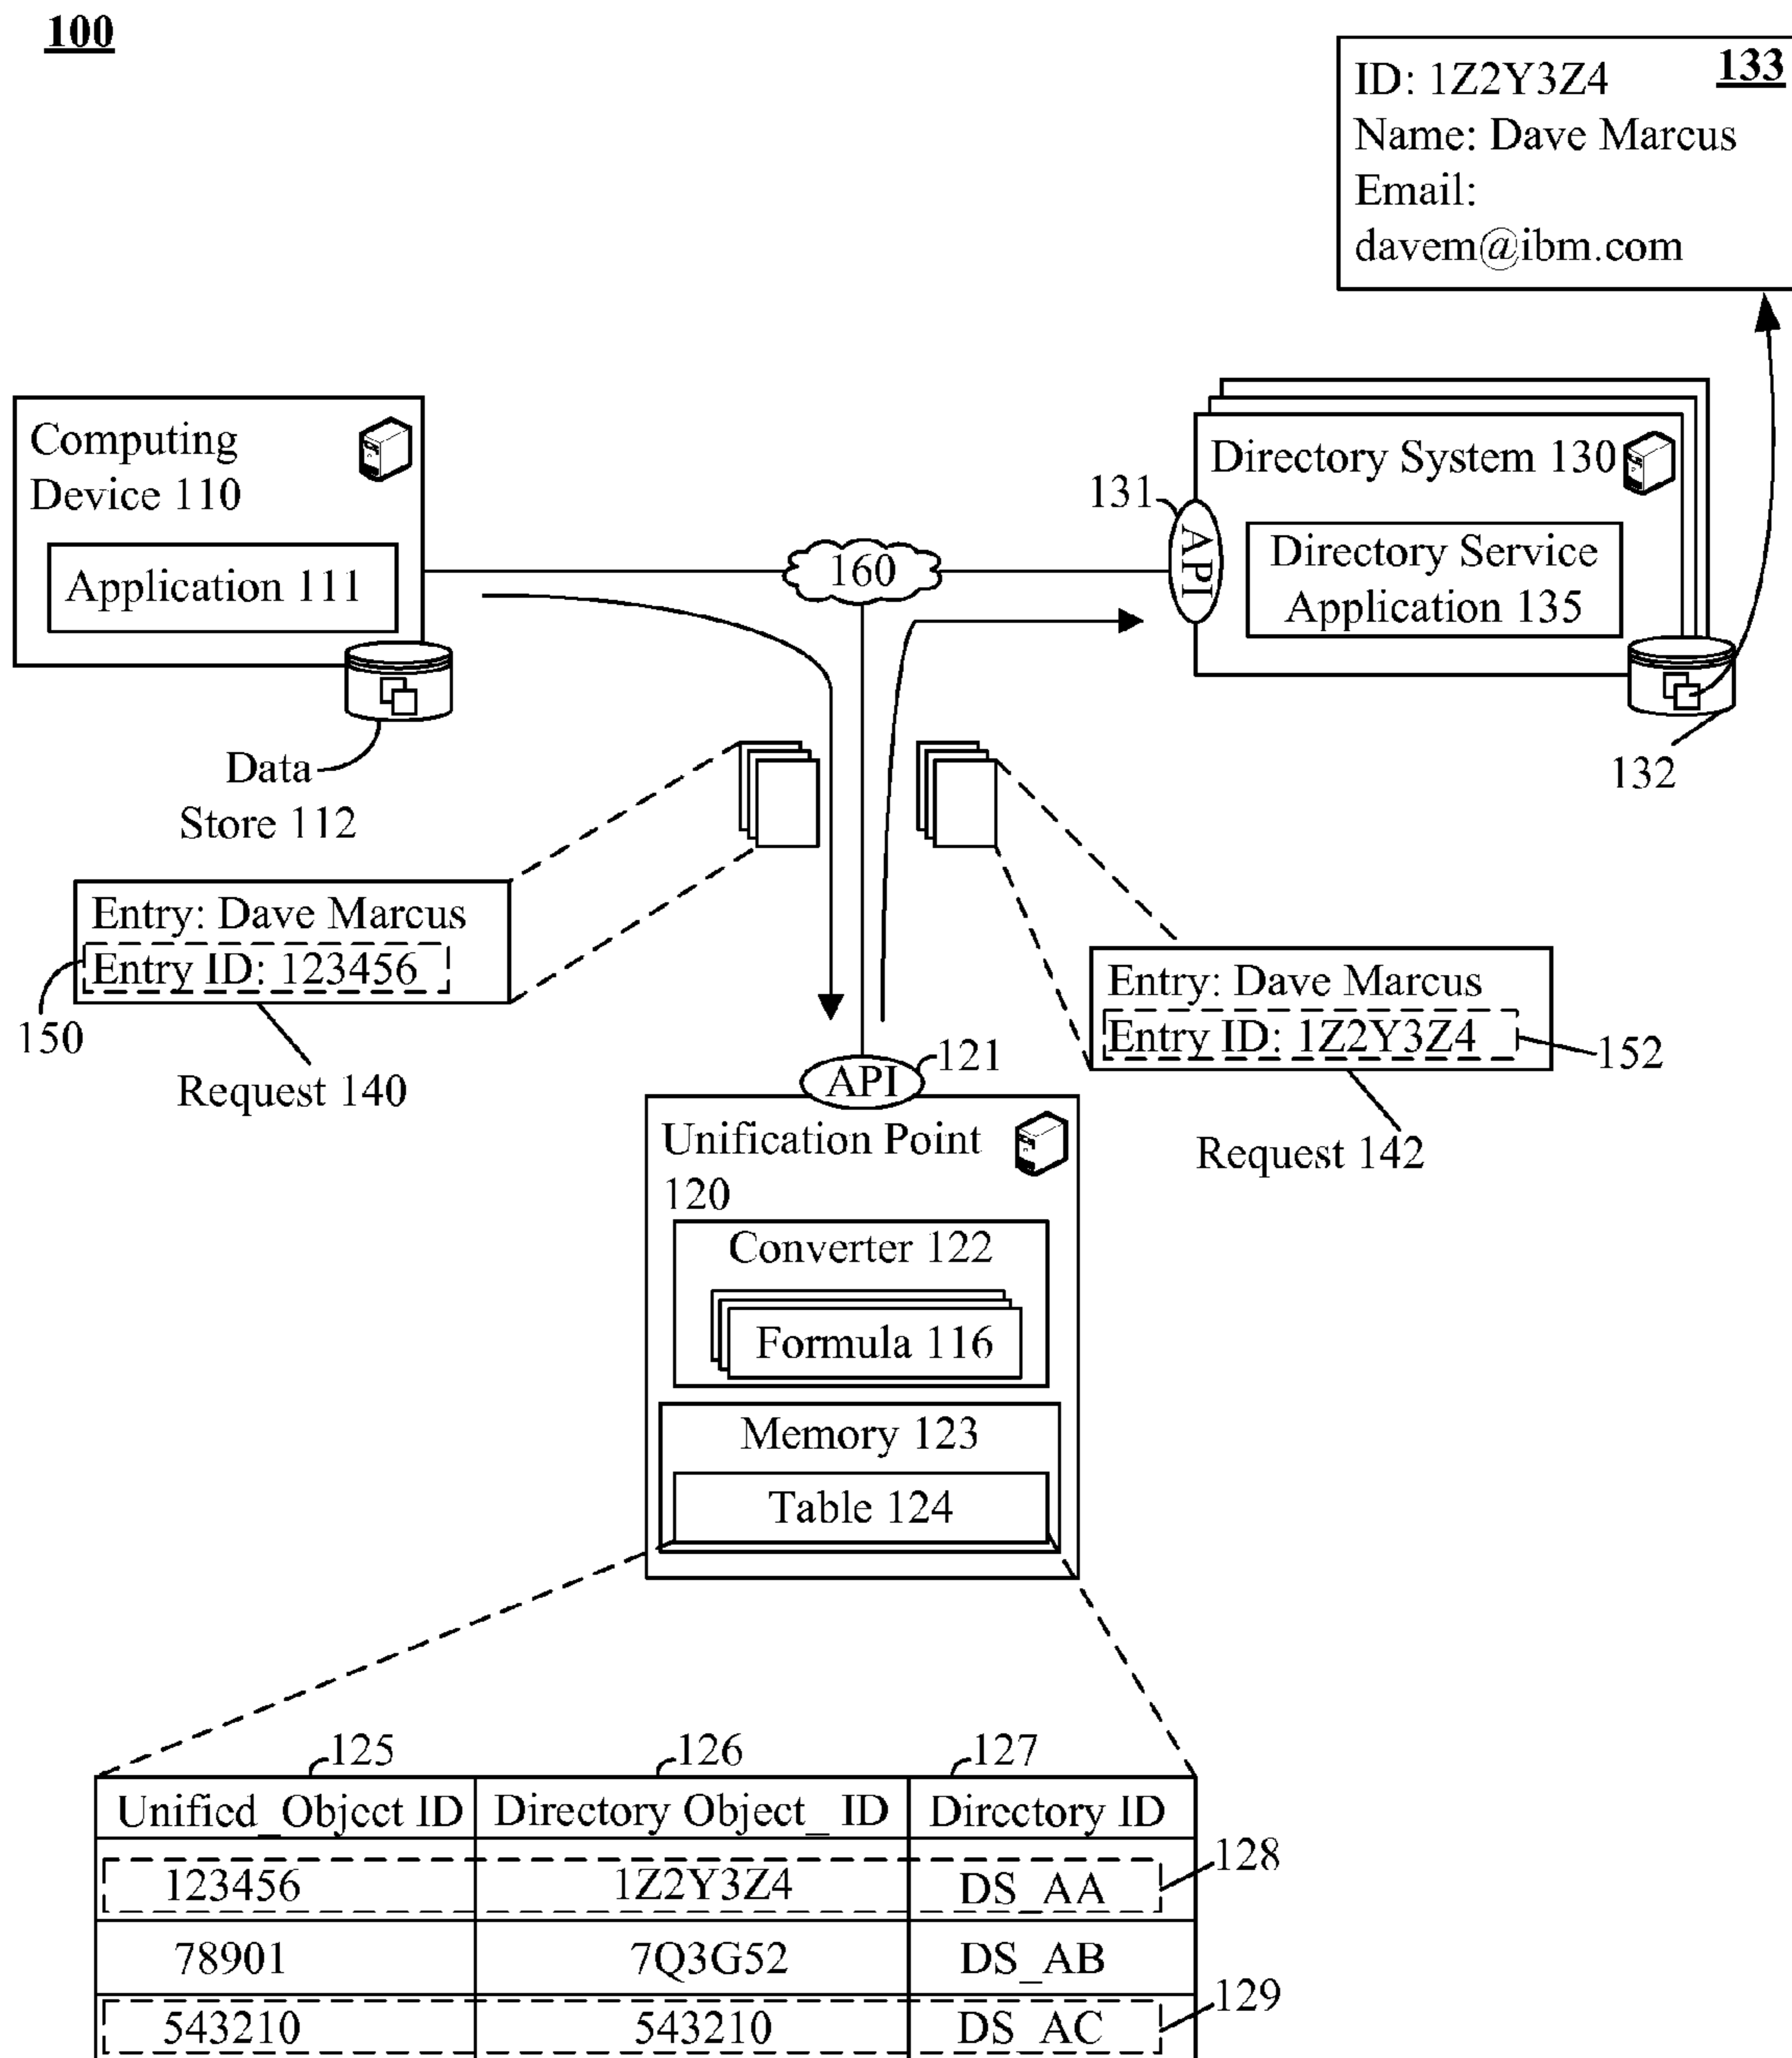 100
133
ID: 1Z2Y3Z4
Name: Dave Marcus
Email:
davem@ibm.com
Computing
Device 110
Application 111
Data
Store 112
160
131
API
Directory System 130
Directory Service
Application 135
132
Entry: Dave Marcus
Entry ID: 123456
150
Request 140
Entry: Dave Marcus
Entry ID: 1Z2Y3Z4
152
Request 142
API
121
Unification Point
120
Converter 122
Formula 116
Memory 123
Table 124
125
126
127
Unified_Object ID Directory Object_ ID Directory ID
123456 1Z2Y3Z4 DS_AA
128
78901 7Q3G52 DS_AB
543210 543210 DS_AC
129